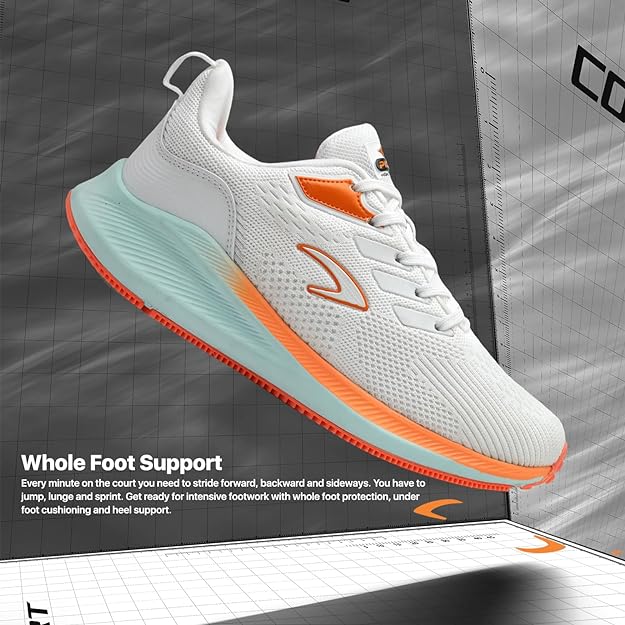 CO
Whole Foot Support
Every minute on the court you need to stride forward, backward and sideways. You have to
jump, lunge and sprint. Get ready for intensive footwork with whole foot protection, under
foot cushioning and heel support.
RT